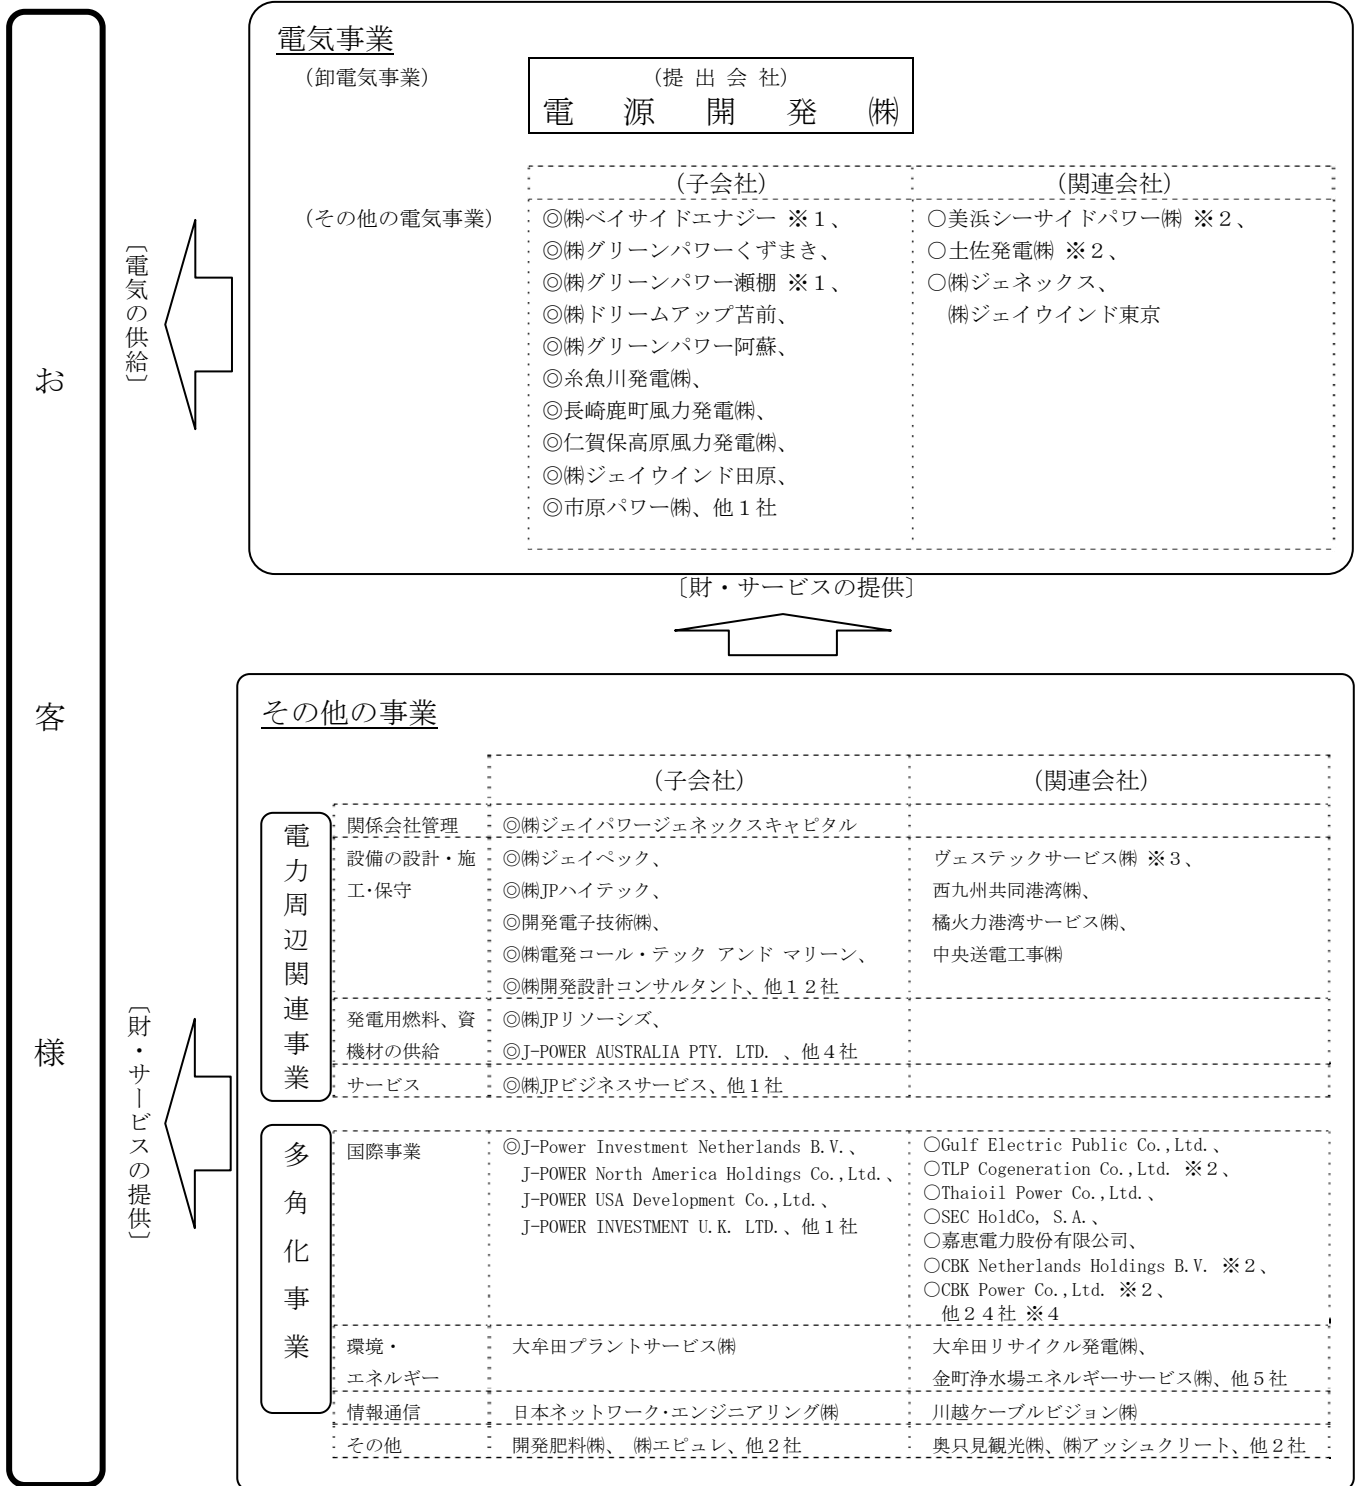 お客様
〔電気の供給〕
〔財・サービスの提供〕
電気事業
（卸電気事業）
（提 出 会 社）
電 源 開 発 ㈱
（子会社）
（関連会社）
（その他の電気事業）
◎㈱ベイサイドエナジー ※１、
◎㈱グリーンパワーくずまき、
◎㈱グリーンパワー瀬棚 ※１、
◎㈱ドリームアップ苫前、
◎㈱グリーンパワー阿蘇、
◎糸魚川発電㈱、
◎長崎鹿町風力発電㈱、
◎仁賀保高原風力発電㈱、
◎㈱ジェイウインド田原、
◎市原パワー㈱、他１社
○美浜シーサイドパワー㈱ ※２、
○土佐発電㈱ ※２、
○㈱ジェネックス、
㈱ジェイウインド東京
〔財・サービスの提供〕
その他の事業
（子会社）
（関連会社）
電力周辺関連事業
関係会社管理
◎㈱ジェイパワージェネックスキャピタル
設備の設計・施
工・保守
◎㈱ジェイペック、
◎㈱JPハイテック、
◎開発電子技術㈱、
◎㈱電発コール・テック アンド マリーン、
◎㈱開発設計コンサルタント、他１２社
ヴェステックサービス㈱ ※３、
西九州共同港湾㈱、
橘火力港湾サービス㈱、
中央送電工事㈱
発電用燃料、資
機材の供給
◎㈱JPリソーシズ、
◎J-POWER AUSTRALIA PTY. LTD. 、他４社
サービス
◎㈱JPビジネスサービス、他１社
多角化事業
国際事業
◎J-Power Investment Netherlands B.V.、
J-POWER North America Holdings Co.,Ltd.、
J-POWER USA Development Co.,Ltd.、
J-POWER INVESTMENT U.K. LTD.、他１社
○Gulf Electric Public Co.,Ltd.、
○TLP Cogeneration Co.,Ltd. ※２、
○Thaioil Power Co.,Ltd.、
○SEC HoldCo, S.A.、
○嘉恵電力股份有限公司、
○CBK Netherlands Holdings B.V. ※２、
○CBK Power Co.,Ltd. ※２、
他２４社 ※４
環境・
エネルギー
大牟田プラントサービス㈱
大牟田リサイクル発電㈱、
金町浄水場エネルギーサービス㈱、他５社
情報通信
日本ネットワーク・エンジニアリング㈱
川越ケーブルビジョン㈱
その他
開発肥料㈱、 ㈱エピュレ、他２社
奥只見観光㈱、㈱アッシュクリート、他２社